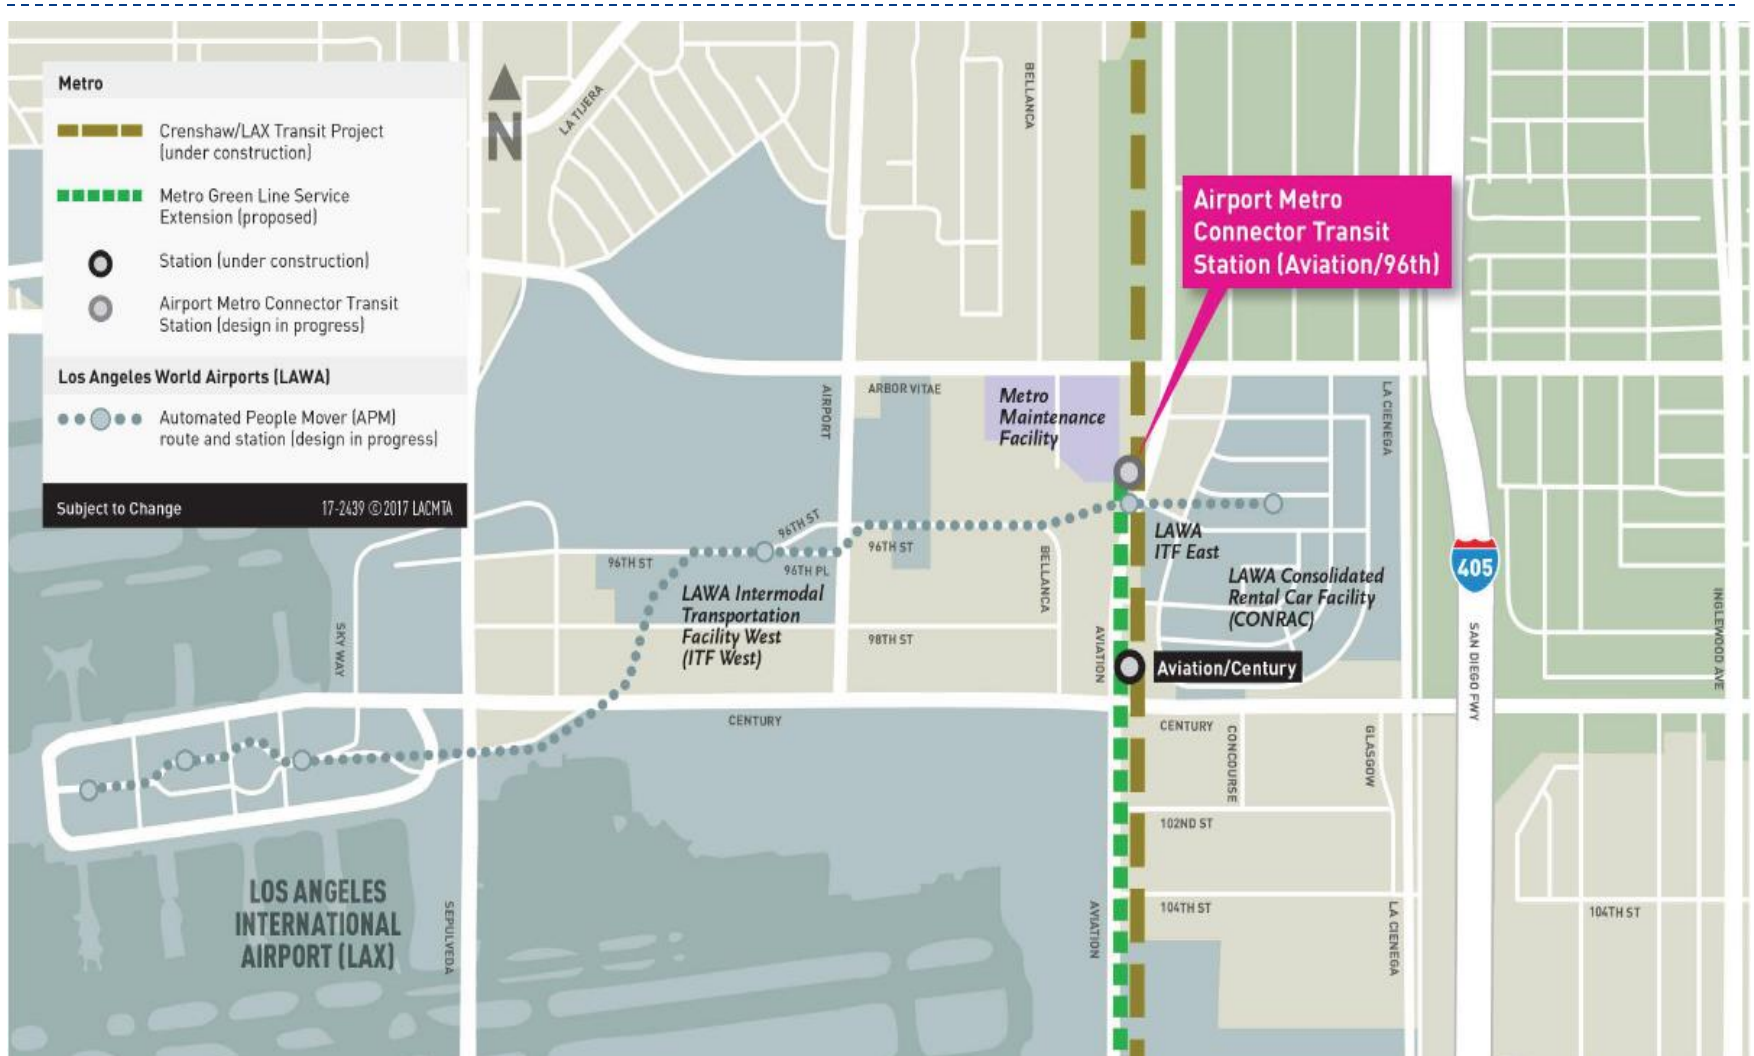 Metro
Crenshaw/LAX Transit Project
(under construction)
Metro Green Line Service
Extension (proposed)
Station (under construction)
Airport Metro Connector Transit
Station (design in progress)
Los Angeles World Airports (LAWA)
Automated People Mover (APM)
route and station (design in progress)
Subject to Change
17-2439 © 2017 LACMTA
N
LA TIJERA
BELLANCA
Airport Metro
Connector Transit
Station (Aviation/96th)
AIRPORT
ARBOR VITAE
Metro
Maintenance
Facility
LA CIENEGA
96TH ST
96TH ST
96TH PL
96TH ST
BELLANCA
LAWA
ITF East
LAWA Intermodal
Transportation
Facility West
(ITF West)
LAWA Consolidated
Rental Car Facility
(CONRAC)
405
SKY WAY
98TH ST
AVIATION
Aviation/Century
SAN DIEGO FWY
INGLEWOOD AVE
CENTURY
CENTURY
CONCOURSE
GLASGOW
102ND ST
LOS ANGELES
INTERNATIONAL
AIRPORT (LAX)
SEPULVEDA
AVIATION
104TH ST
LA CIENEGA
104TH ST